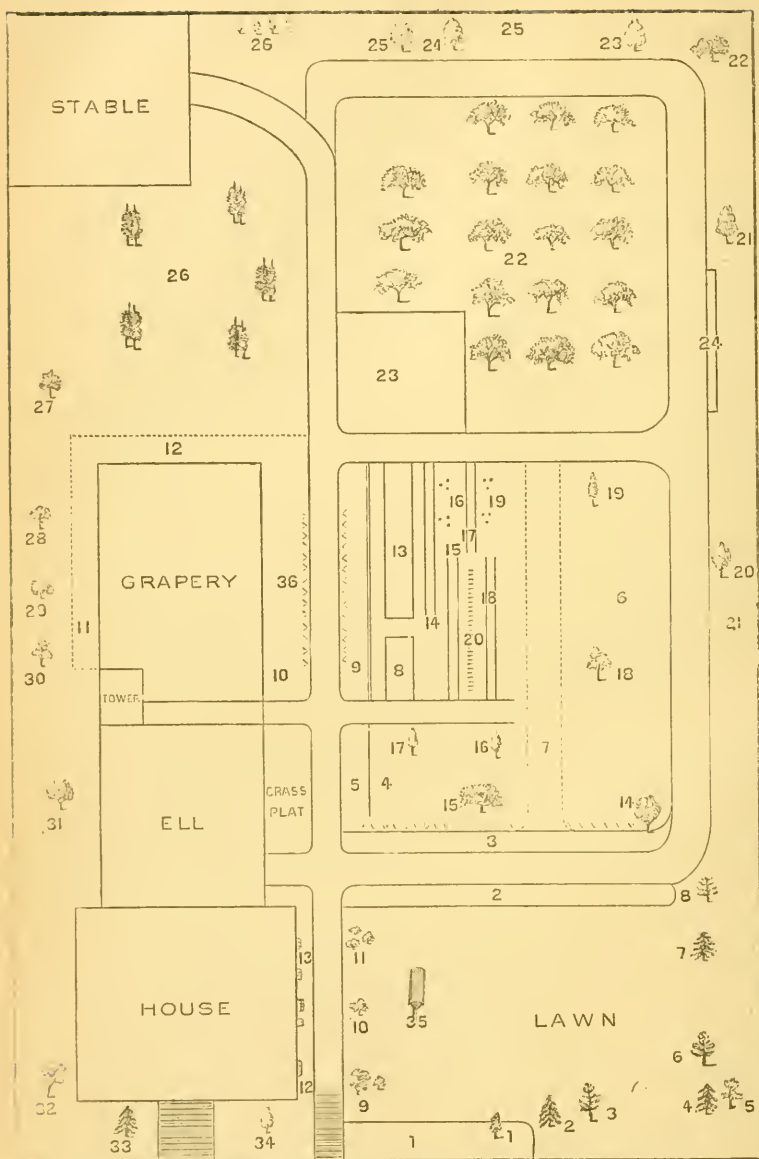 26 25 24 25 23 22
STABLE
21
26 22
24
23
27
12
16 19 19
28 13 17
15
GRAPERY 36 18 20
29 6
11 14 20 21
30 10 9 8 18
TOWER
17 16 7
GRASS 5 4
PLAT 15 14
31 ELL
3
2 8
13 11 7
HOUSE 10 35 LAWN
6
32 12 9 3 4 5
33 34 1 1 2